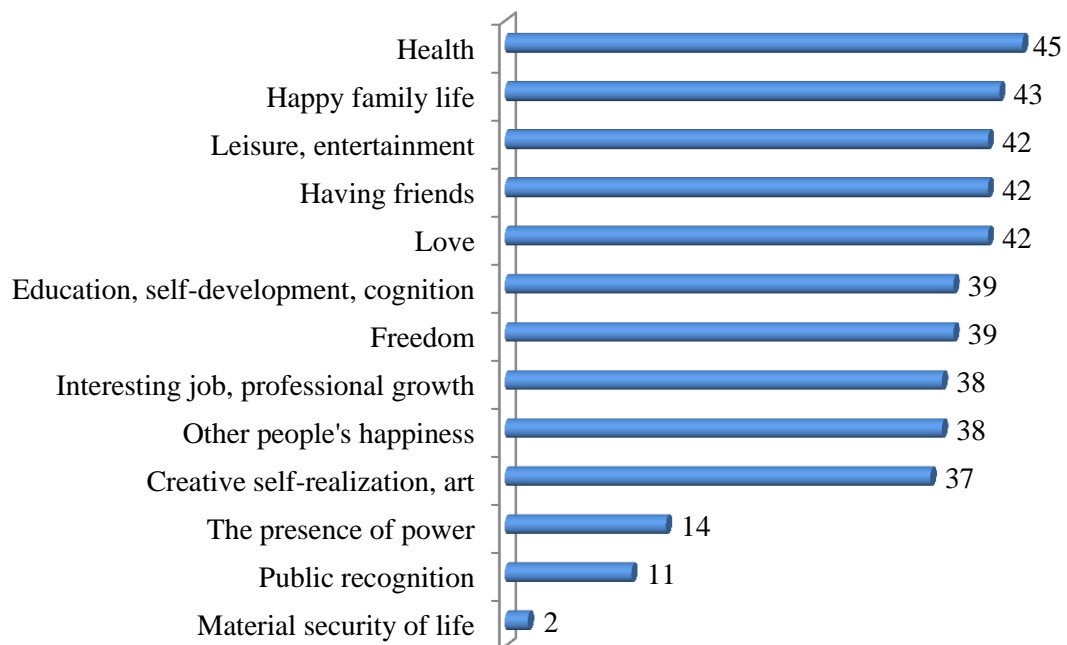 Health 45
Happy family life 43
Leisure, entertainment 42
Having friends 42
Love 42
Education, self-development, cognition 39
Freedom 39
Interesting job, professional growth 38
Other people's happiness 38
Creative self-realization, art 37
The presence of power 14
Public recognition 11
Material security of life 2